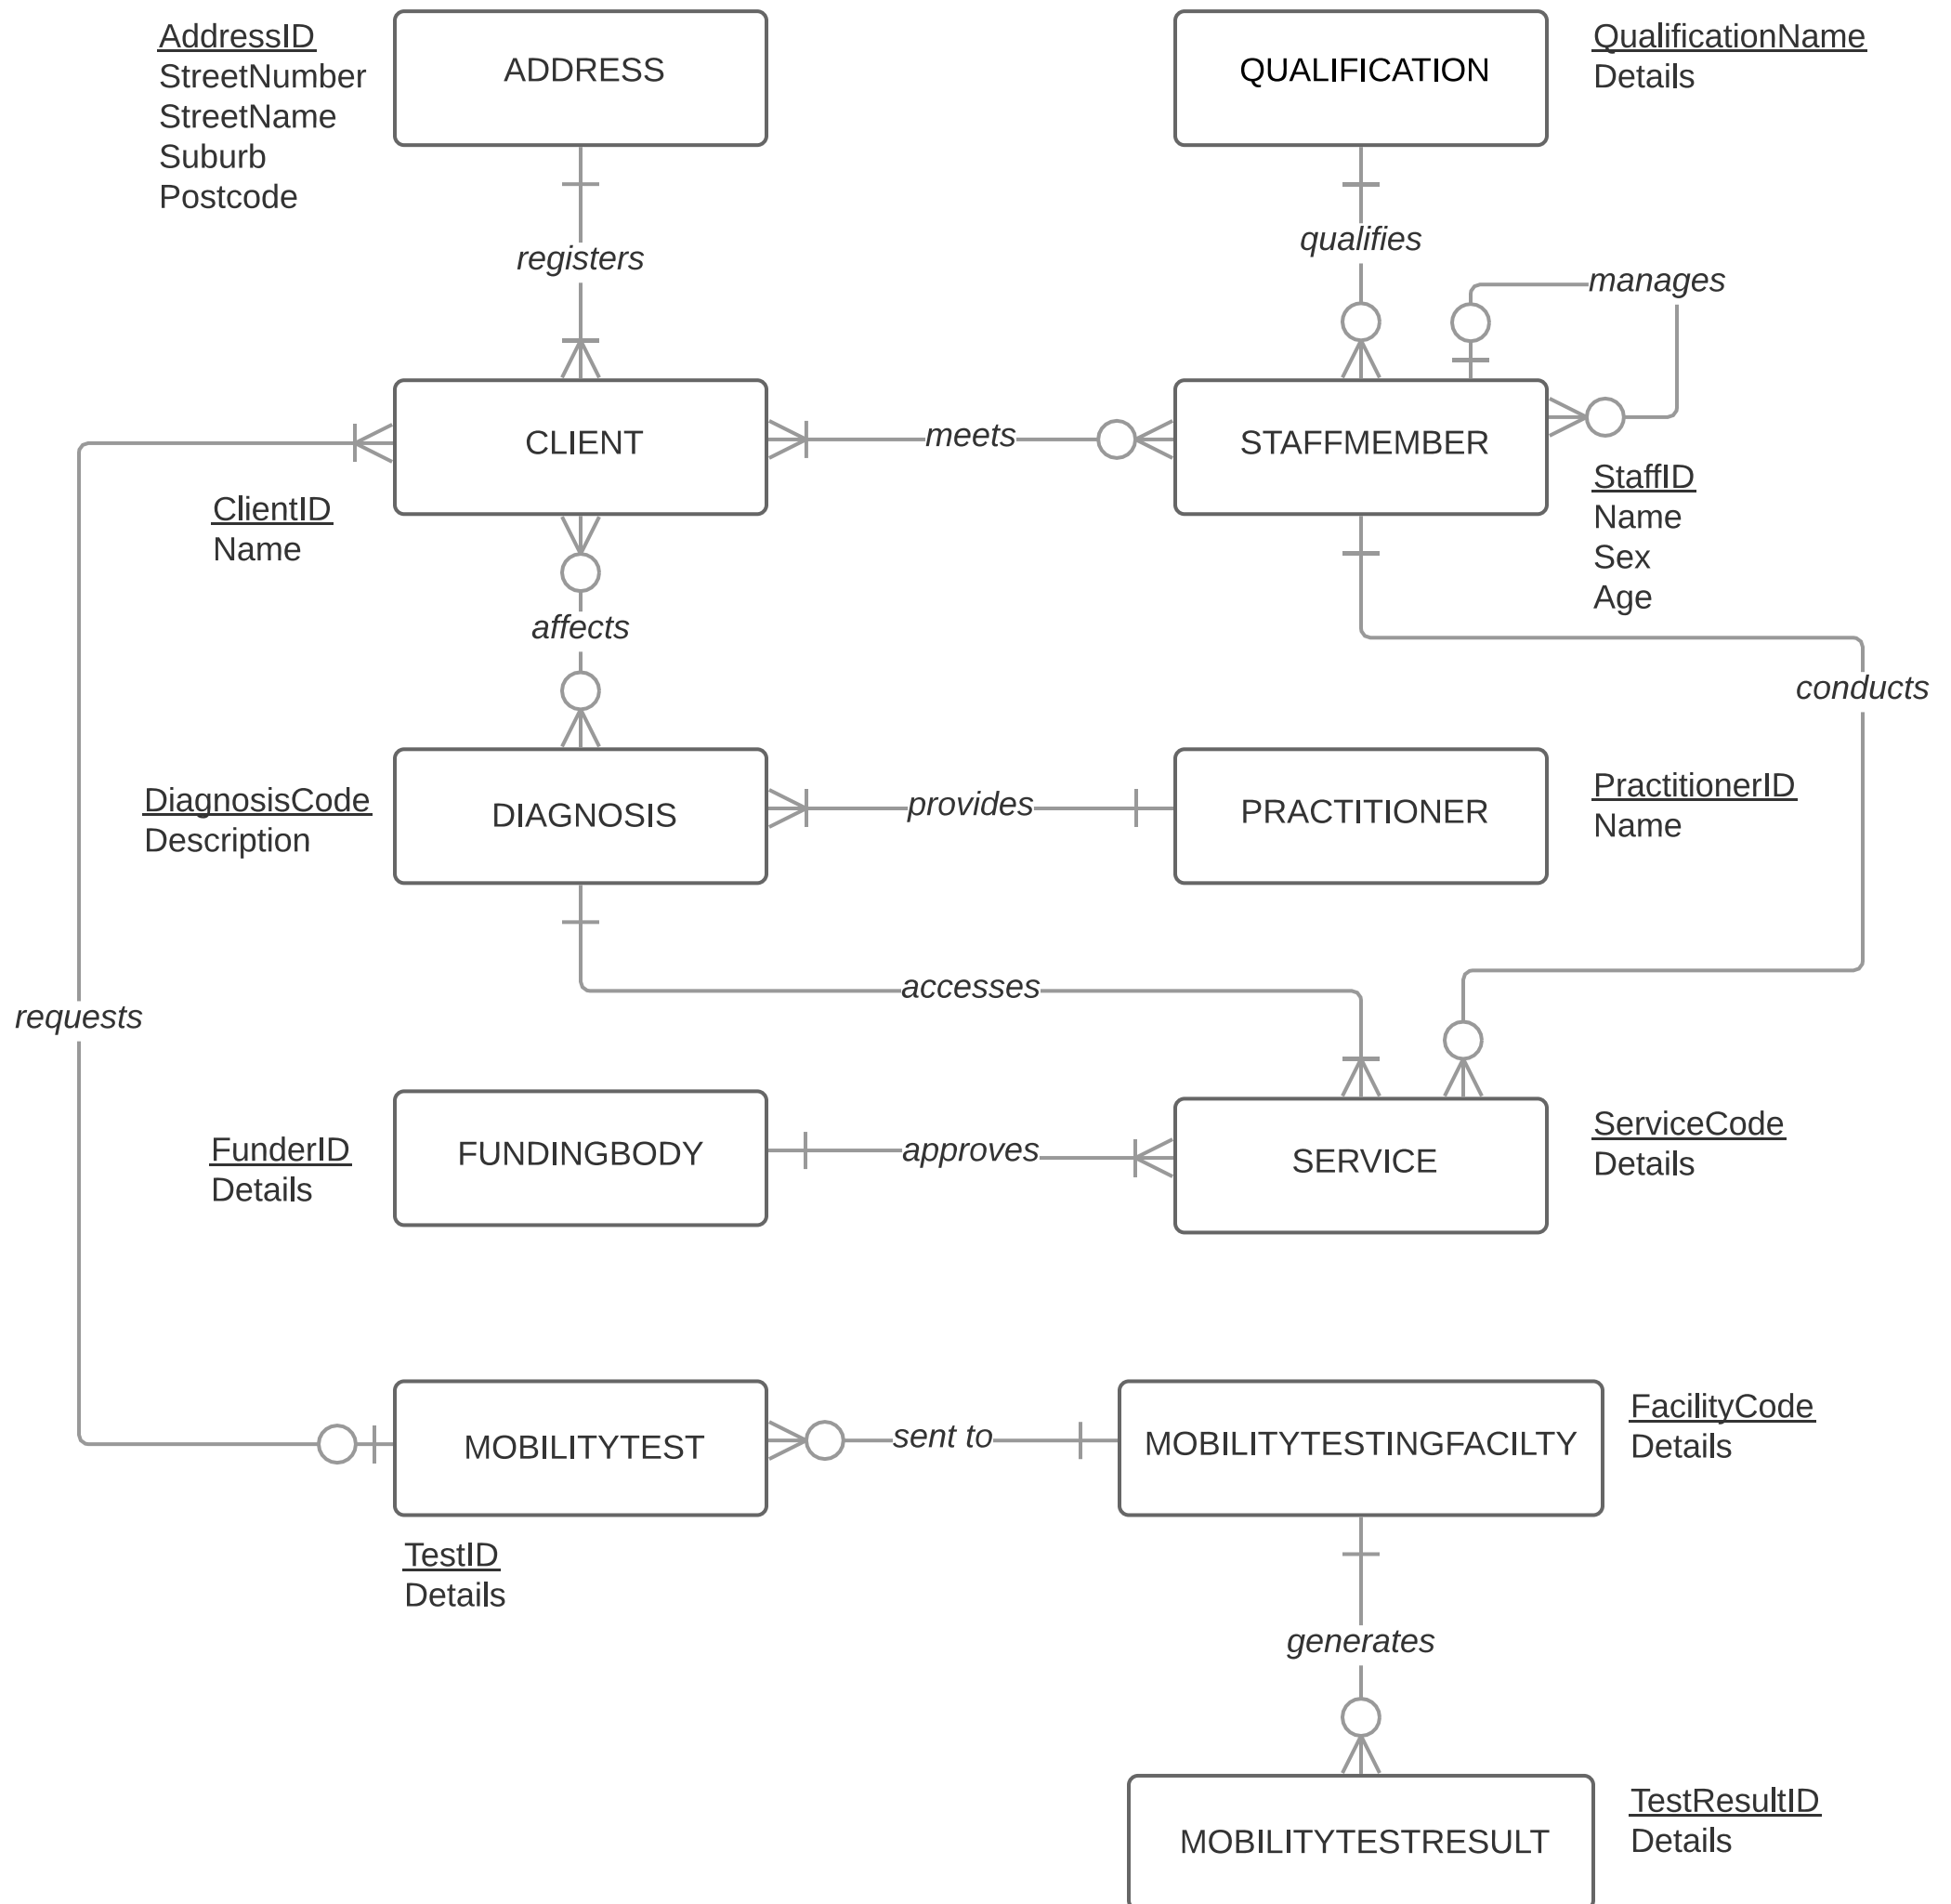 AddressID
StreetNumber
StreetName
Suburb
Postcode
ADDRESS
QUALIFICATION
QualificationName
Details
registers
qualifies
manages
CLIENT
meets
STAFFMEMBER
ClientID
Name
StaffID
Name
Sex
Age
affects
conducts
DiagnosisCode
Description
DIAGNOSIS
provides
PRACTITIONER
PractitionerID
Name
accesses
requests
FunderID
Details
FUNDINGBODY
approves
SERVICE
ServiceCode
Details
MOBILITYTEST
sent to
MOBILITYTESTINGFACILTY
FacilityCode
Details
TestID
Details
generates
MOBILITYTESTRESULT
TestResultID
Details